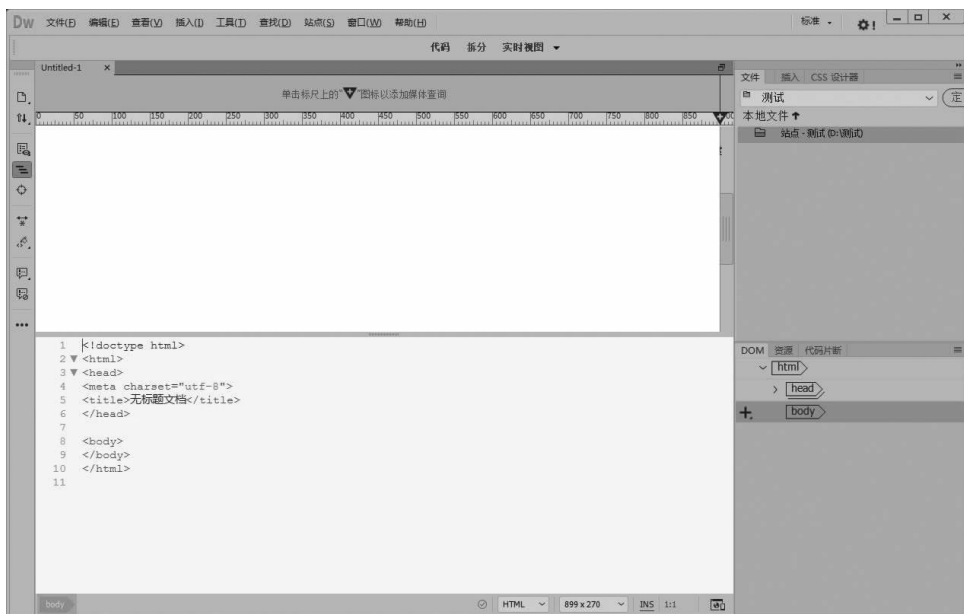 Dw 文件(F) 编辑(E) 查看(V) 插入(I) 工具(T) 查找(D) 站点(S) 窗口(W) 帮助(H) 标准
代码 拆分 实时视图
Untitled-1 ×
单击标尺上的“▼”图标以添加媒体查询
0 50 100 150 200 250 300 350 400 450 500 550 600 650 700 750 800 850
文件 插入 CSS 设计器
测试 定
本地文件
站点 - 测试 (D:\测试)
1 <!doctype html>
2 <html>
3 <head>
4 <meta charset="utf-8">
5 <title>无标题文档</title>
6 </head>
7
8 <body>
9 </body>
10 </html>
11
DOM 资源 代码片断
html
head
body
body HTML 899 x 270 INS 1:1